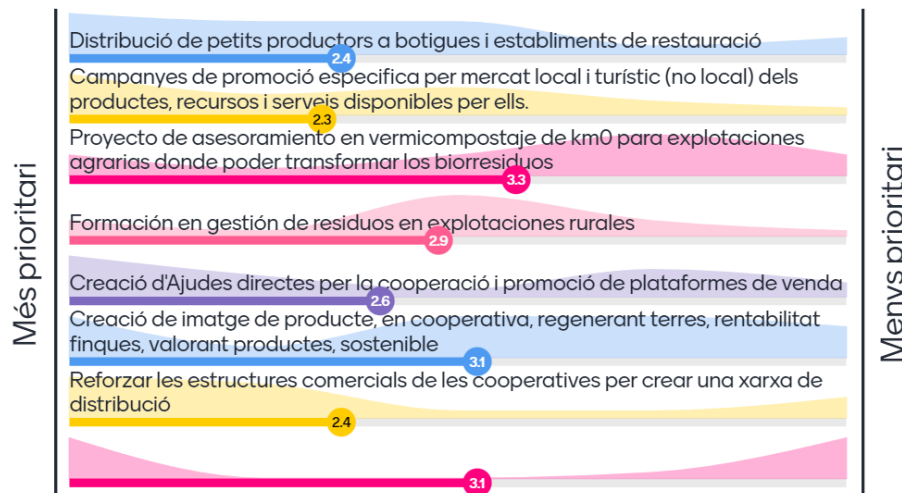 Més prioritari
Distribució de petits productors a botigues i establiments de restauració
2.4
Campanyes de promoció especifica per mercat local i turístic (no local) dels
productes, recursos i serveis disponibles per ells.
2.3
Proyecto de asesoramiento en vermicompostaje de km0 para explotaciones
agrarias donde poder transformar los biorresiduos
3.3
Formación en gestión de residuos en explotaciones rurales
2.9
Creació d'Ajudes directes per la cooperació i promoció de plataformes de venda
2.6
Creació de imatge de producte, en cooperativa, regenerant terres, rentabilitat
finques, valorant productes, sostenible
3.1
Reforzar les estructures comercials de les cooperatives per crear una xarxa de
distribució
2.4
3.1
Menys prioritari